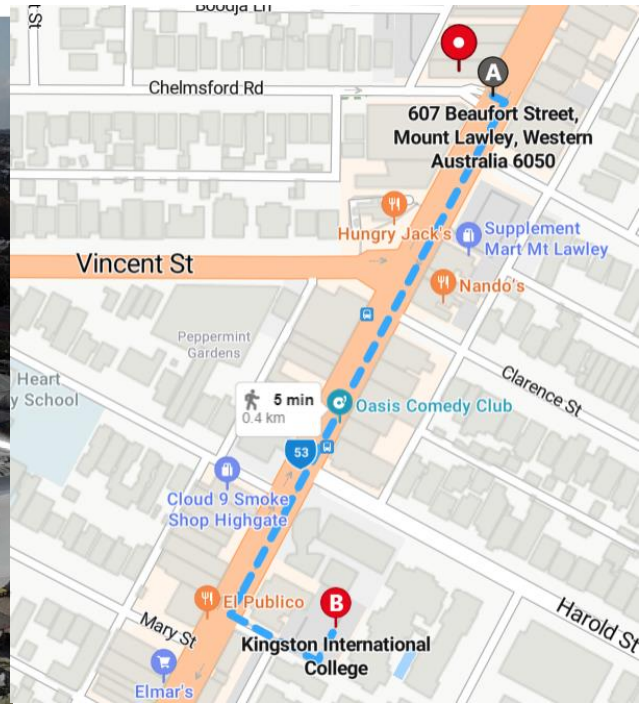 Boodja Ln
St
Chelmsford Rd
A
607 Beaufort Street,
Mount Lawley, Western
Australia 6050
Hungry Jack's
Supplement
Mart Mt Lawley
Vincent St
Nando's
Peppermint
Gardens
Heart
y School
5 min
0.4 km
Oasis Comedy Club
Clarence St
53
Cloud 9 Smoke
Shop Highgate
El Publico
B
Harold St
Mary St
Kingston International
College
Elmar's